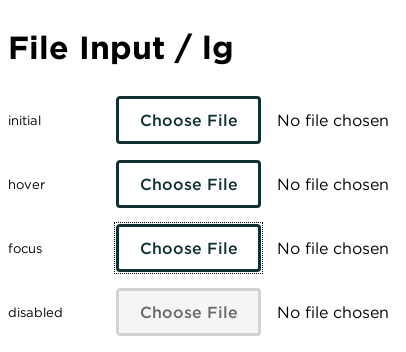 File Input / lg
initial Choose File No file chosen
hover Choose File No file chosen
focus Choose File No file chosen
disabled Choose File No file chosen